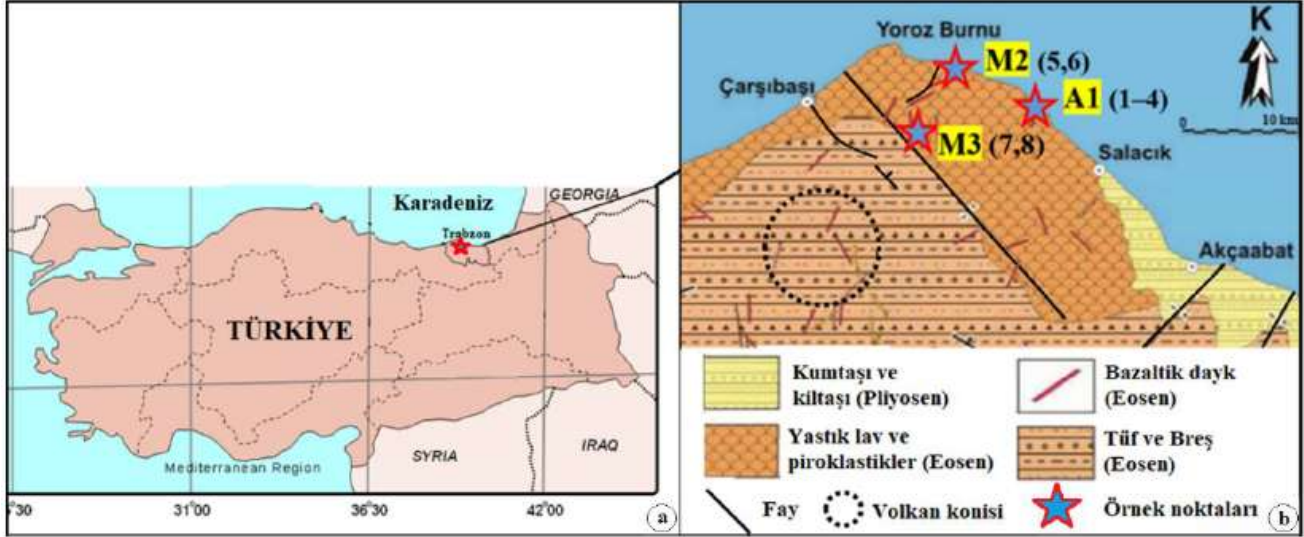 Karadeniz
GEORGIA
Trabzon
TÜRKİYE
SYRIA
IRAQ
Mediterranean Region
30
31°00
36°30
42°00
a
K
Yoroz Burnu
M2 (5,6)
Çarşıbaşı
A1 (1–4)
0 10 km
M3 (7,8)
Salacık
Akçaabat
Kumtaşı ve
kiltaşı (Pliyosen)
Bazaltik dayk
(Eosen)
Yastık lav ve
piroklastikler (Eosen)
Tüf ve Breş
(Eosen)
Fay
Volkan konisi
Örnek noktaları
b